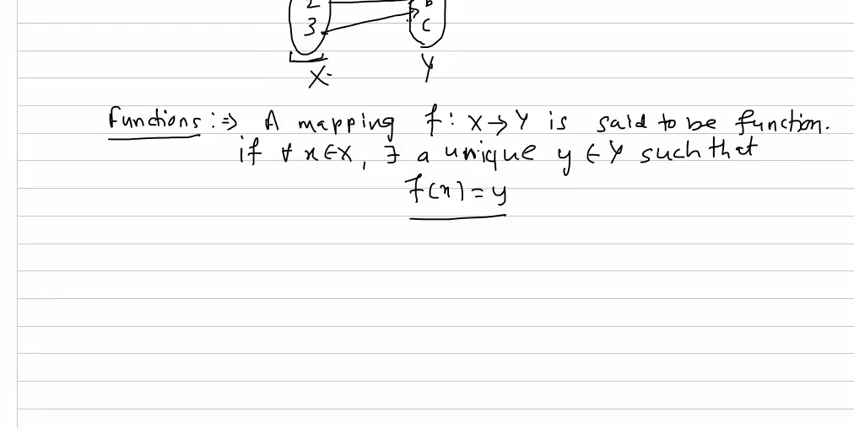 2 b
3 c
X Y
Functions :⇒ A mapping f : X → Y is said to be function.
if ∀ x ∈ X, ∃ a unique y ∈ Y such that
f(x) = y